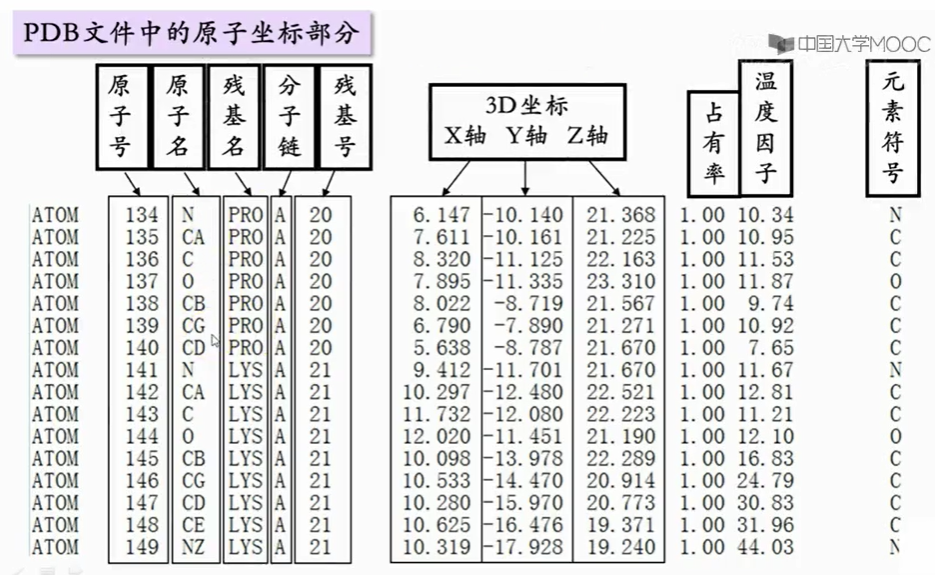 PDB文件中的原子坐标部分
中国大学MOOC
原子号 原子名 残基名 分子链 残基号 3D坐标 占有率 温度因子 元素符号
X轴 Y轴 Z轴
ATOM 134 N PRO A 20 6.147 -10.140 21.368 1.00 10.34 N
ATOM 135 CA PRO A 20 7.611 -10.161 21.225 1.00 10.95 C
ATOM 136 C PRO A 20 8.320 -11.125 22.163 1.00 11.53 C
ATOM 137 O PRO A 20 7.895 -11.335 23.310 1.00 11.87 O
ATOM 138 CB PRO A 20 8.022 -8.719 21.567 1.00 9.74 C
ATOM 139 CG PRO A 20 6.790 -7.890 21.271 1.00 10.92 C
ATOM 140 CD PRO A 20 5.638 -8.787 21.670 1.00 7.65 C
ATOM 141 N LYS A 21 9.412 -11.701 21.670 1.00 11.67 N
ATOM 142 CA LYS A 21 10.297 -12.480 22.521 1.00 12.81 C
ATOM 143 C LYS A 21 11.732 -12.080 22.223 1.00 11.21 C
ATOM 144 O LYS A 21 12.020 -11.451 21.190 1.00 12.10 O
ATOM 145 CB LYS A 21 10.098 -13.978 22.289 1.00 16.83 C
ATOM 146 CG LYS A 21 10.533 -14.470 20.914 1.00 24.79 C
ATOM 147 CD LYS A 21 10.280 -15.970 20.773 1.00 30.83 C
ATOM 148 CE LYS A 21 10.625 -16.476 19.371 1.00 31.96 C
ATOM 149 NZ LYS A 21 10.319 -17.928 19.240 1.00 44.03 N